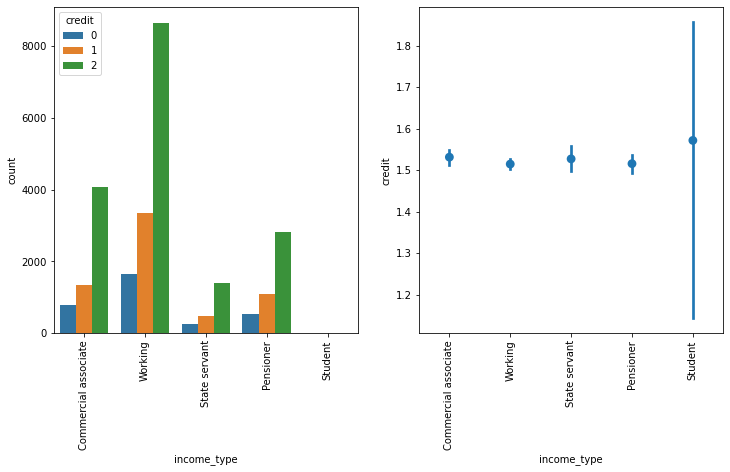 credit
0
1
2
8000
6000
4000
2000
0
count
Commercial associate
Working
State servant
Pensioner
Student
income_type
1.8
1.7
1.6
1.5
1.4
1.3
1.2
credit
Commercial associate
Working
State servant
Pensioner
Student
income_type